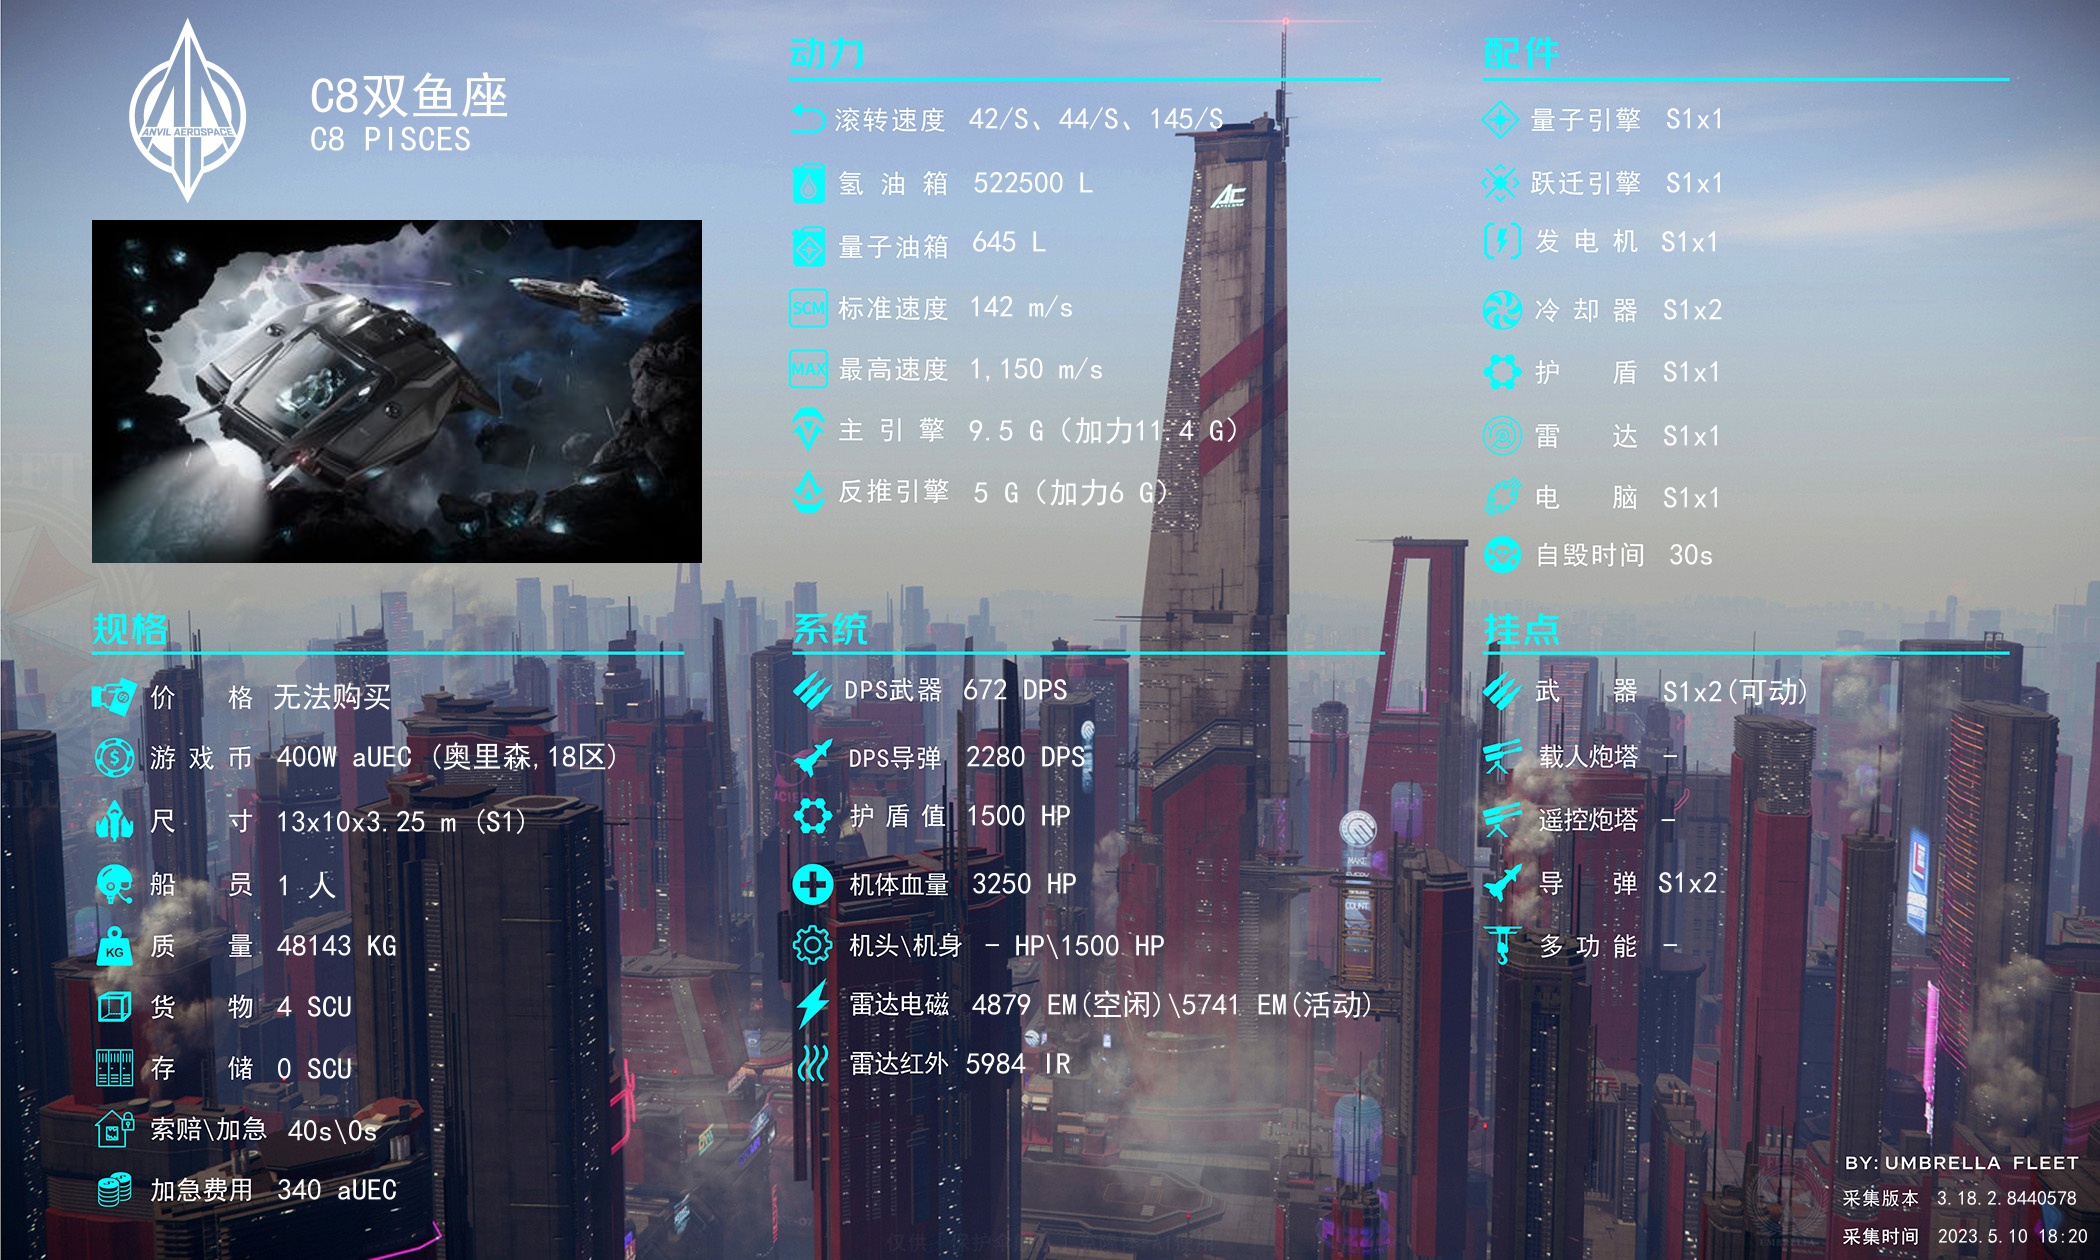 ANVIL AEROSPACE
C8双鱼座
C8 PISCES
动力
滚转速度 42/S、44/S、145/S
氢油箱 522500 L
量子油箱 645 L
SCM 标准速度 142 m/s
MAX 最高速度 1,150 m/s
主引擎 9.5 G（加力11.4 G）
反推引擎 5 G（加力6 G）
配件
量子引擎 S1x1
跃迁引擎 S1x1
发电机 S1x1
冷却器 S1x2
护盾 S1x1
雷达 S1x1
电脑 S1x1
自毁时间 30s
规格
价格 无法购买
游戏币 400W aUEC (奥里森,18区)
尺寸 13x10x3.25 m (S1)
船员 1 人
KG 质量 48143 KG
货物 4 SCU
存储 0 SCU
索赔\加急 40s\0s
加急费用 340 aUEC
系统
DPS武器 672 DPS
DPS导弹 2280 DPS
护盾值 1500 HP
机体血量 3250 HP
机头\机身 - HP\1500 HP
雷达电磁 4879 EM(空闲)\5741 EM(活动)
雷达红外 5984 IR
挂点
武器 S1x2(可动)
载人炮塔 -
遥控炮塔 -
导弹 S1x2
多功能 -
AC
MAKE
EVERY
COUNT
BY: UMBRELLA FLEET
采集版本 3.18.2.8440578
采集时间 2023.5.10 18:20